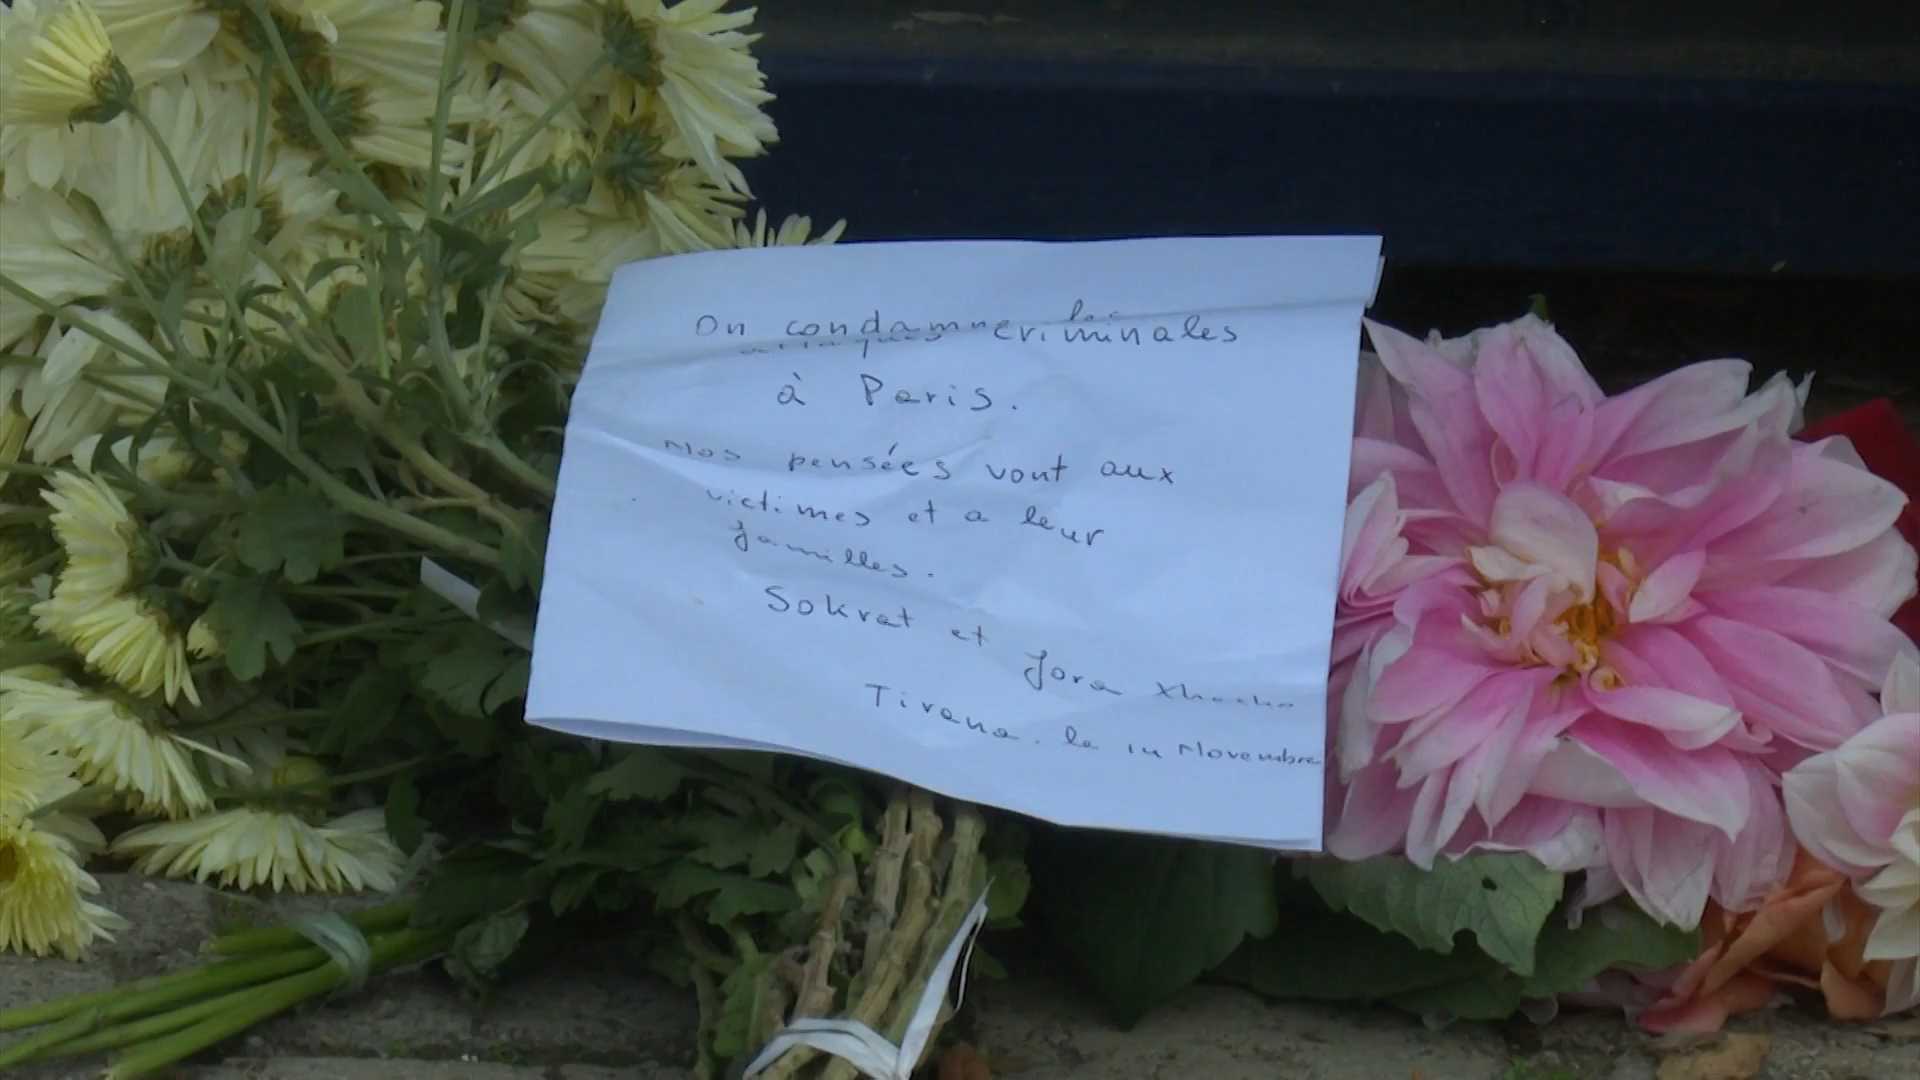 On condamne les
attaques criminales
à Paris.
Nos pensées vont aux
victimes et a leur
familles.
Sokrat et Jora
Tirana, le Novembre